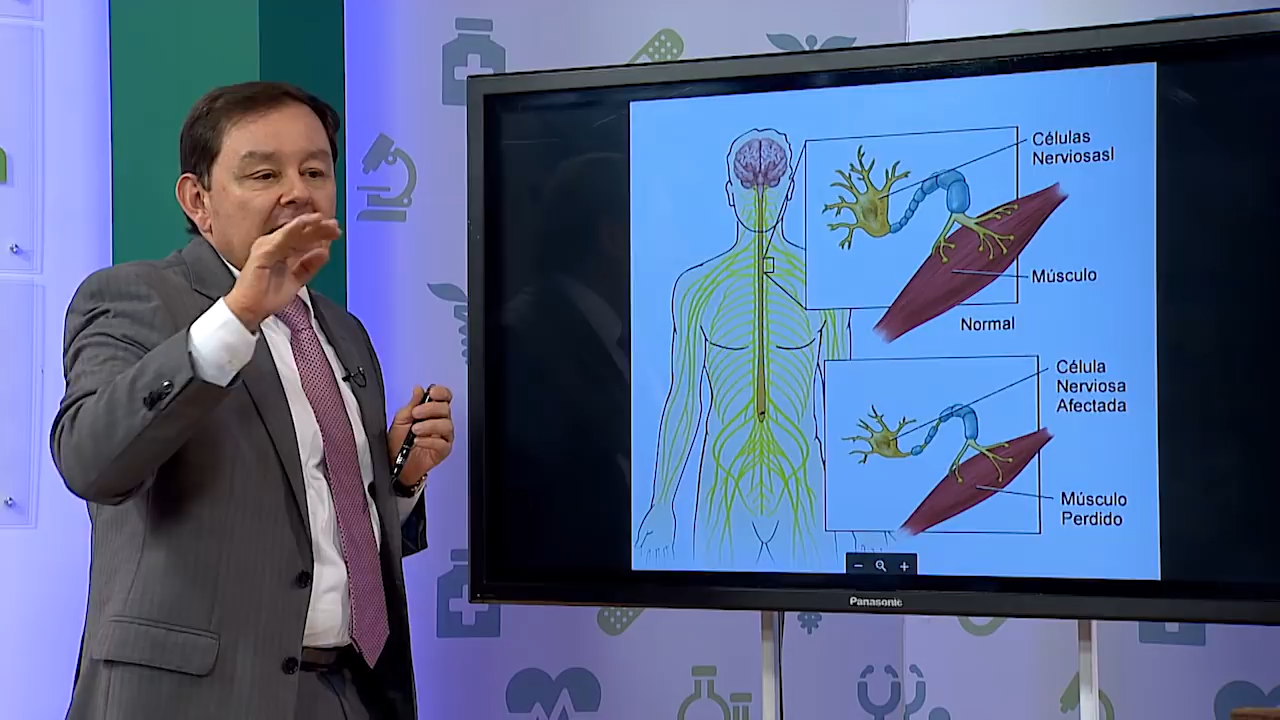 Células
Nerviosasl
Músculo
Normal
Célula
Nerviosa
Afectada
Músculo
Perdido
Panasonic